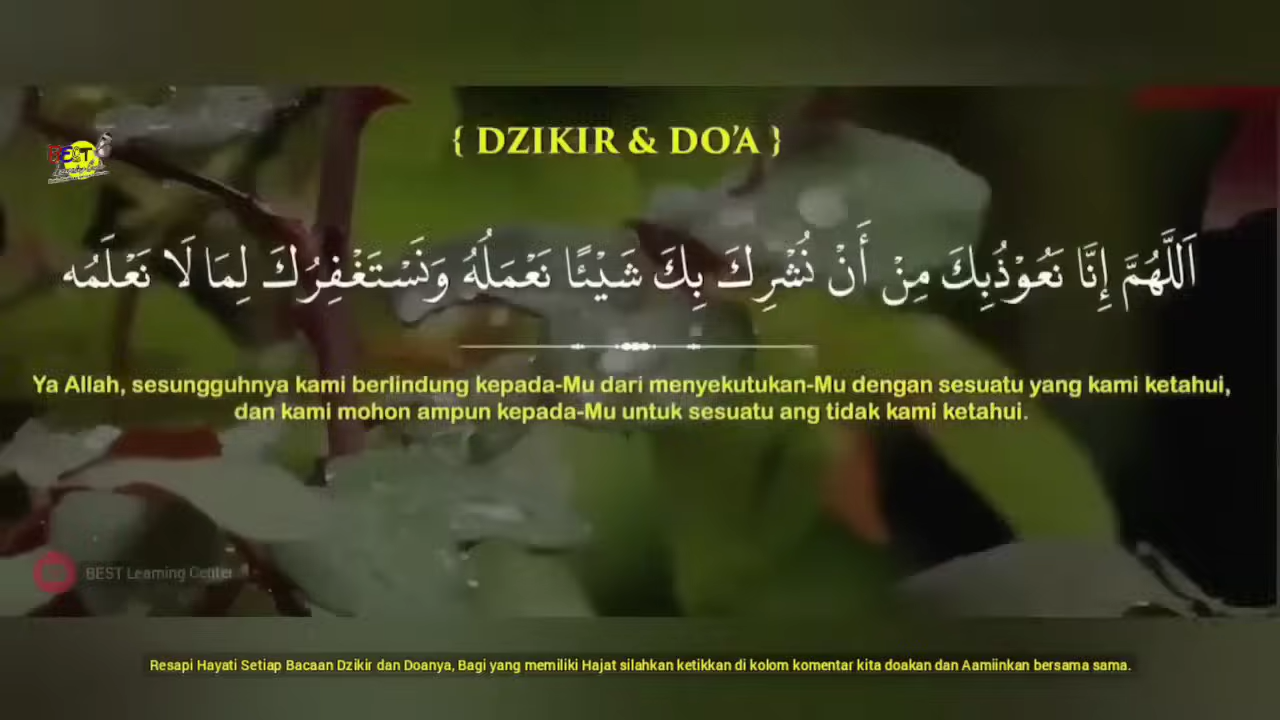 { DZIKIR & DO'A }
BEST
اَللَّهُمَّ إِنَّا نَعُوْذُبِكَ مِنْ أَنْ نُشْرِكَ بِكَ شَيْئًا نَعْمَلُهُ وَنَسْتَغْفِرُكَ لِمَا لَا نَعْلَمُه
Ya Allah, sesungguhnya kami berlindung kepada-Mu dari menyekutukan-Mu dengan sesuatu yang kami ketahui,
dan kami mohon ampun kepada-Mu untuk sesuatu ang tidak kami ketahui.
BEST Learning Center
Resapi Hayati Setiap Bacaan Dzikir dan Doanya, Bagi yang memiliki Hajat silahkan ketikkan di kolom komentar kita doakan dan Aamiinkan bersama sama.